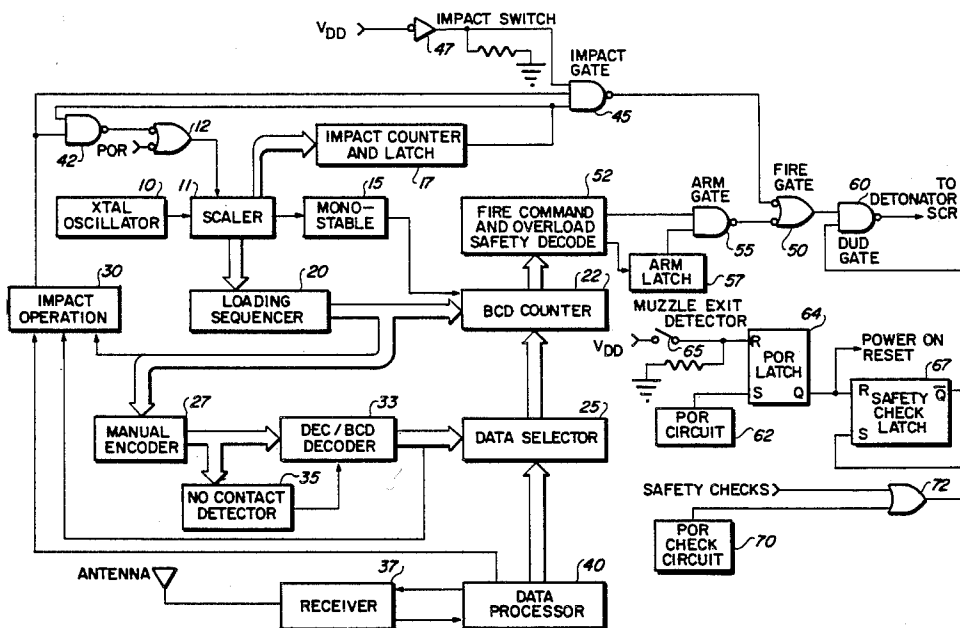 IMPACT SWITCH
VDD
47
IMPACT
GATE
45
42
POR
12
IMPACT COUNTER
AND LATCH
17
10
XTAL
OSCILLATOR
11
SCALER
15
MONO-
STABLE
52
FIRE COMMAND
AND OVERLOAD
SAFETY DECODE
ARM
GATE
55
ARM
LATCH
57
FIRE
GATE
50
60
TO
DETONATOR
SCR
DUD
GATE
30
IMPACT
OPERATION
20
LOADING
SEQUENCER
22
BCD COUNTER
MUZZLE EXIT
DETECTOR
VDD
65
64
R
POR
LATCH
S Q
POR
CIRCUIT
62
POWER ON
RESET
67
R Q̅
SAFETY
CHECK
LATCH
S
27
MANUAL
ENCODER
33
DEC/BCD
DECODER
25
DATA SELECTOR
35
NO CONTACT
DETECTOR
SAFETY CHECKS
72
POR
CHECK
CIRCUIT
70
ANTENNA
37
RECEIVER
40
DATA
PROCESSOR